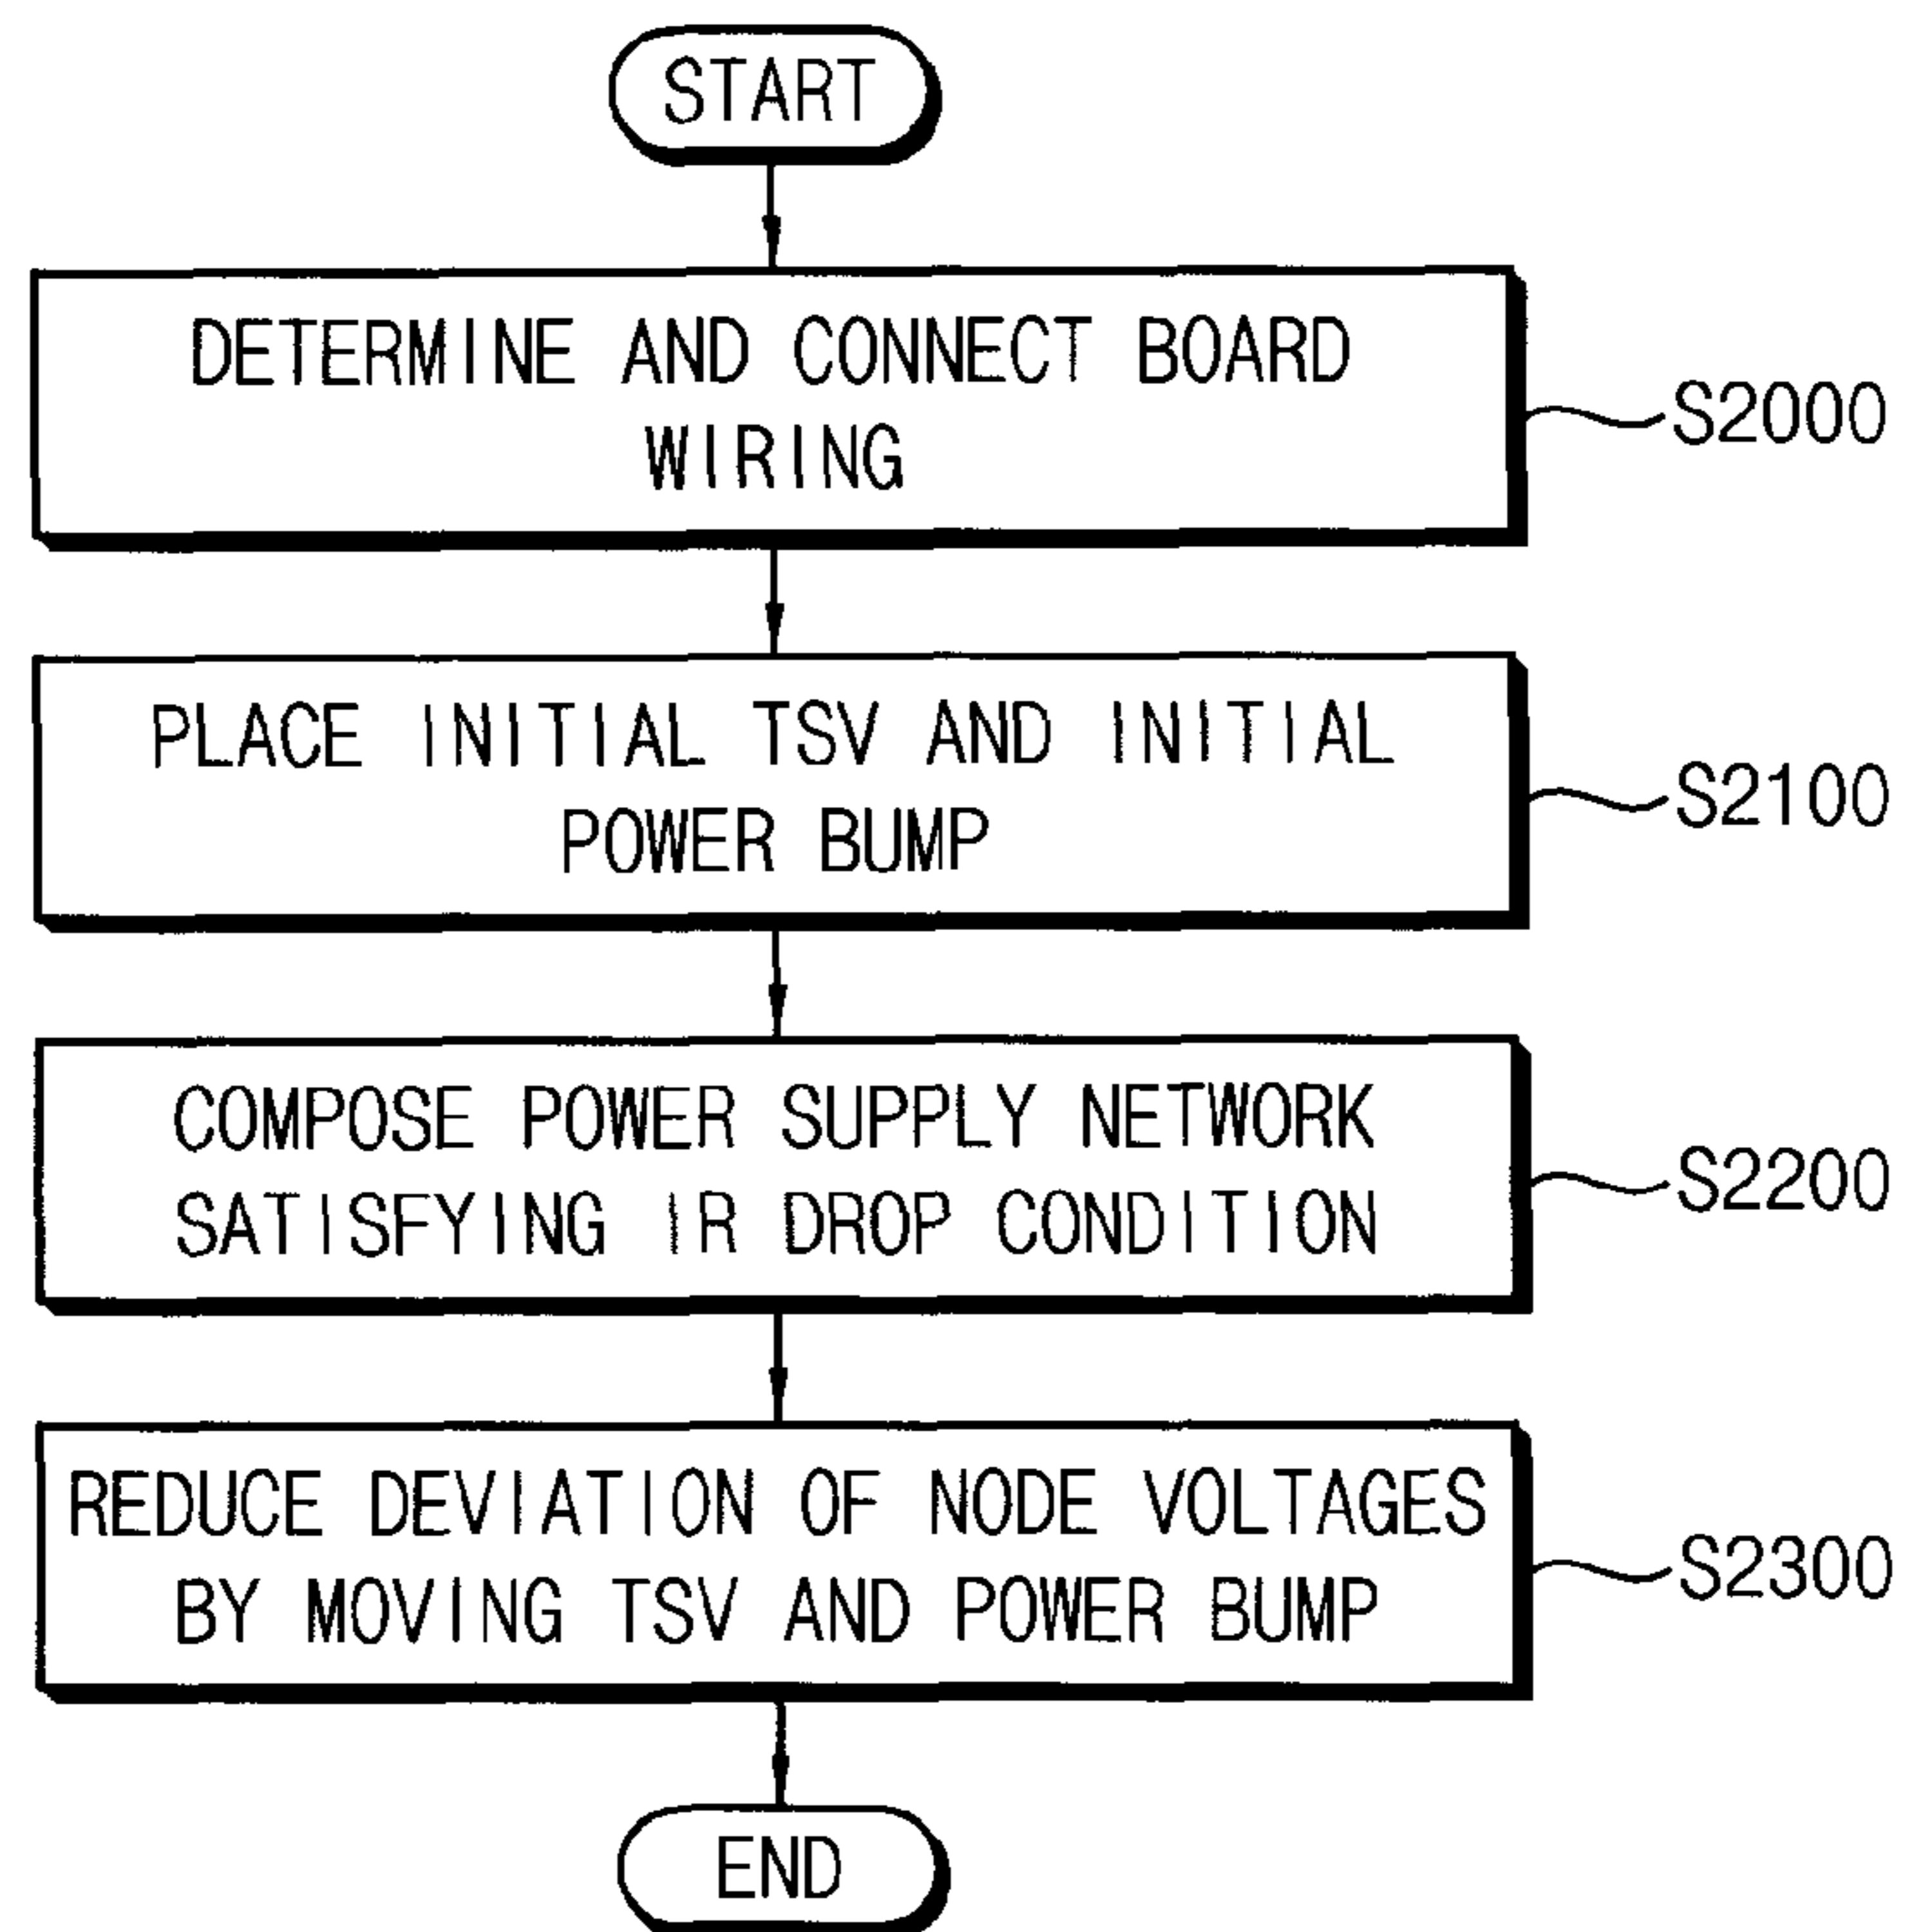 START
DETERMINE AND CONNECT BOARD
WIRING
S2000
PLACE INITIAL TSV AND INITIAL
POWER BUMP
S2100
COMPOSE POWER SUPPLY NETWORK
SATISFYING IR DROP CONDITION
S2200
REDUCE DEVIATION OF NODE VOLTAGES
BY MOVING TSV AND POWER BUMP
S2300
END